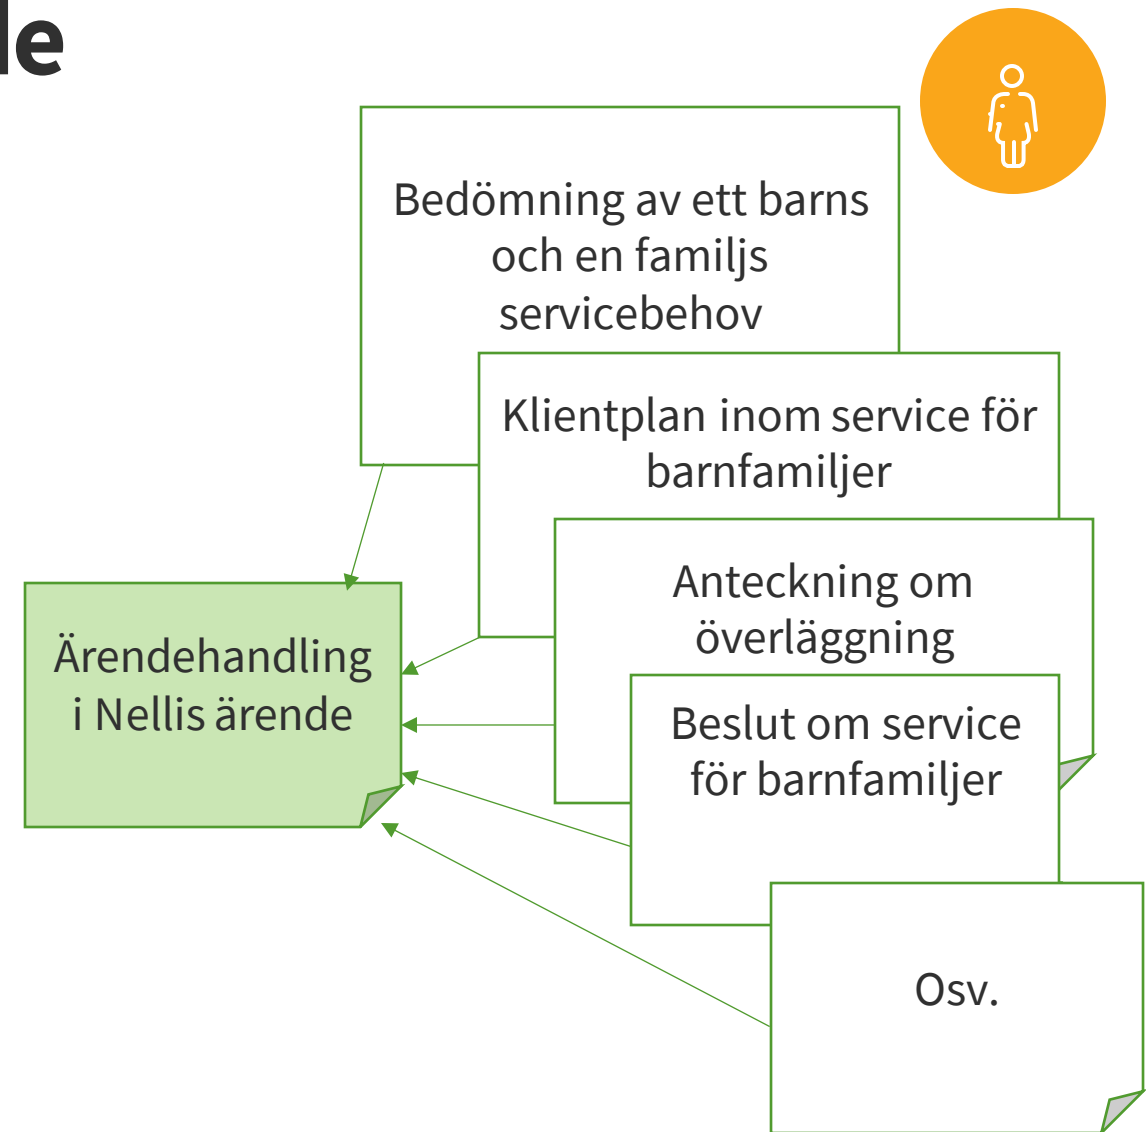 de
Bedömning av ett barns
och en familjs
servicebehov
Klientplan inom service för
barnfamiljer
Anteckning om
överläggning
Ärendehandling
i Nellis ärende
Beslut om service
för barnfamiljer
Osv.